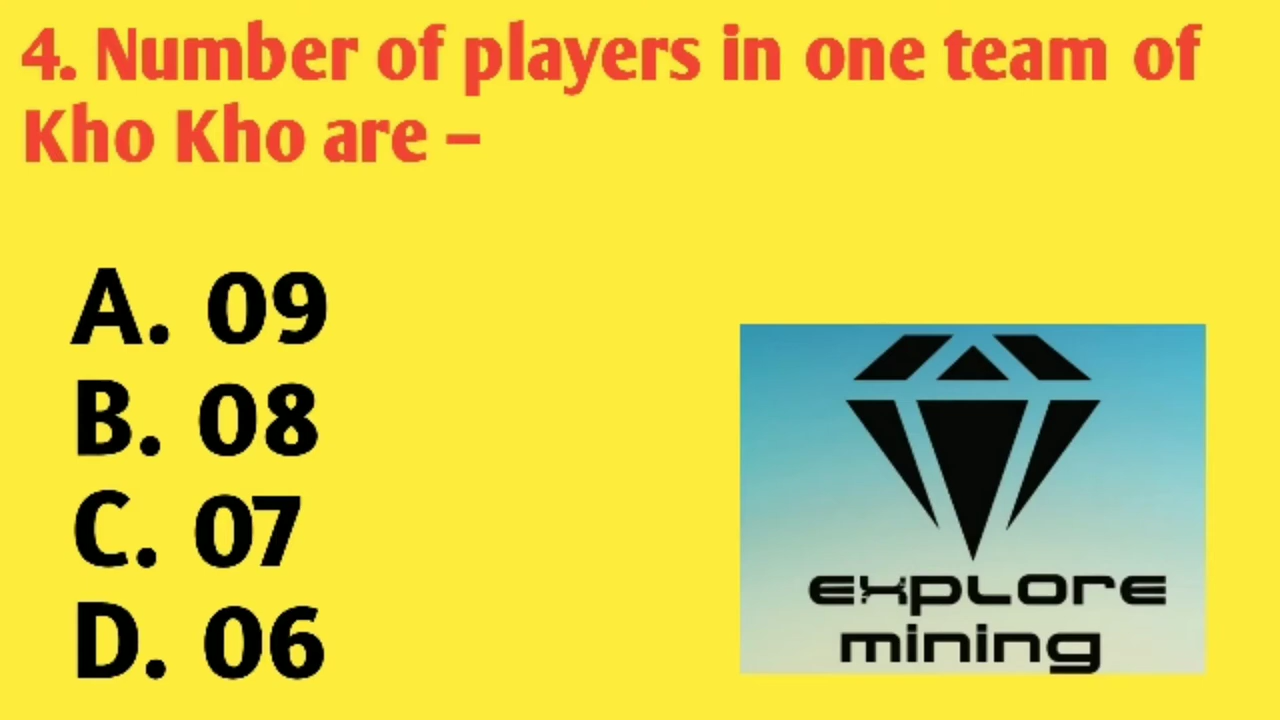 4. Number of players in one team of
Kho Kho are –
A. 09
B. 08
C. 07
D. 06
explore
mining